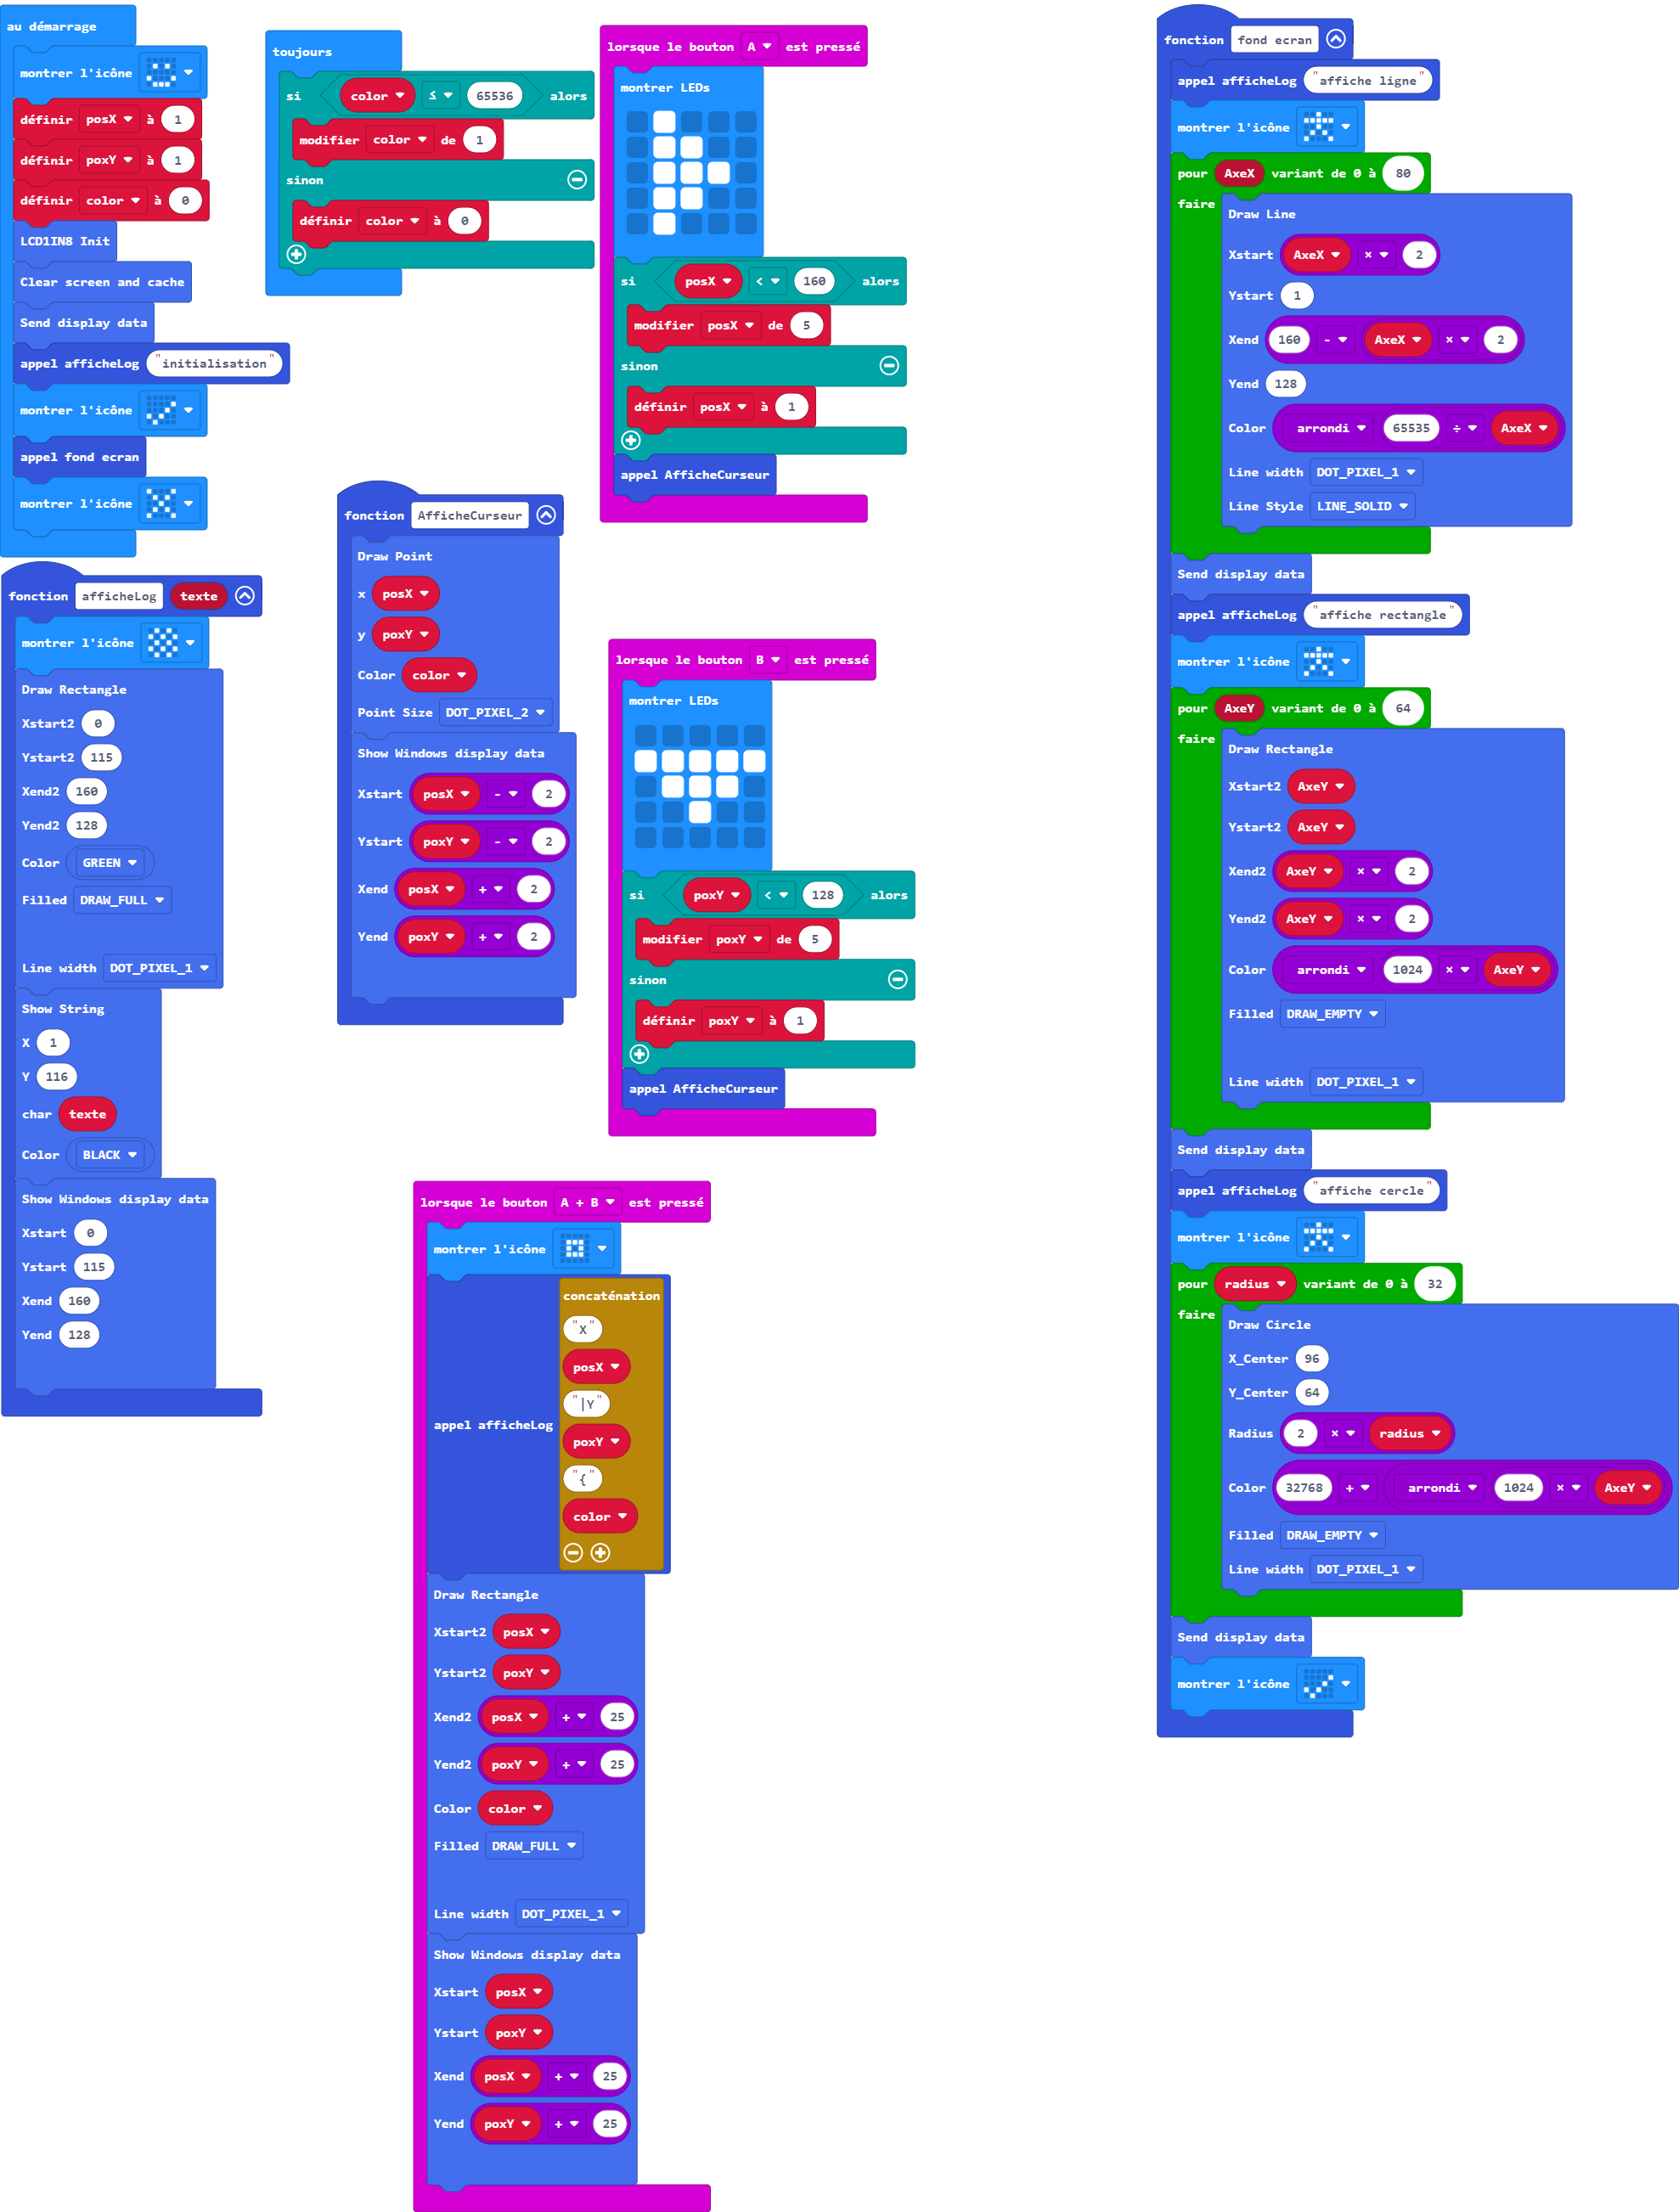 au démarrage
montrer l'icône
définir posX à 1
définir poxY à 1
définir color à 0
LCD1IN8 Init
Clear screen and cache
Send display data
appel afficheLog "initialisation"
montrer l'icône
appel fond ecran
montrer l'icône
fonction afficheLog texte
montrer l'icône
Draw Rectangle
Xstart2 0
Ystart2 115
Xend2 160
Yend2 128
Color GREEN
Filled DRAW_FULL
Line width DOT_PIXEL_1
Show String
X 1
Y 116
char texte
Color BLACK
Show Windows display data
Xstart 0
Ystart 115
Xend 160
Yend 128
toujours
si color ≤ 65536 alors
modifier color de 1
sinon
définir color à 0
fonction AfficheCurseur
Draw Point
x posX
y poxY
Color color
Point Size DOT_PIXEL_2
Show Windows display data
Xstart posX - 2
Ystart poxY - 2
Xend posX + 2
Yend poxY + 2
lorsque le bouton A est pressé
montrer LEDs
si posX < 160 alors
modifier posX de 5
sinon
définir posX à 1
appel AfficheCurseur
lorsque le bouton B est pressé
montrer LEDs
si poxY < 128 alors
modifier poxY de 5
sinon
définir poxY à 1
appel AfficheCurseur
lorsque le bouton A + B est pressé
montrer l'icône
appel afficheLog
concaténation
"X"
posX
"|Y"
poxY
"{"
color
Draw Rectangle
Xstart2 posX
Ystart2 poxY
Xend2 posX + 25
Yend2 poxY + 25
Color color
Filled DRAW_FULL
Line width DOT_PIXEL_1
Show Windows display data
Xstart posX
Ystart poxY
Xend posX + 25
Yend poxY + 25
fonction fond ecran
appel afficheLog "affiche ligne"
montrer l'icône
pour AxeX variant de 0 à 80
faire
Draw Line
Xstart AxeX × 2
Ystart 1
Xend 160 - AxeX × 2
Yend 128
Color arrondi 65535 ÷ AxeX
Line width DOT_PIXEL_1
Line Style LINE_SOLID
Send display data
appel afficheLog "affiche rectangle"
montrer l'icône
pour AxeY variant de 0 à 64
faire
Draw Rectangle
Xstart2 AxeY
Ystart2 AxeY
Xend2 AxeY × 2
Yend2 AxeY × 2
Color arrondi 1024 × AxeY
Filled DRAW_EMPTY
Line width DOT_PIXEL_1
Send display data
appel afficheLog "affiche cercle"
montrer l'icône
pour radius variant de 0 à 32
faire
Draw Circle
X_Center 96
Y_Center 64
Radius 2 × radius
Color 32768 + arrondi 1024 × AxeY
Filled DRAW_EMPTY
Line width DOT_PIXEL_1
Send display data
montrer l'icône